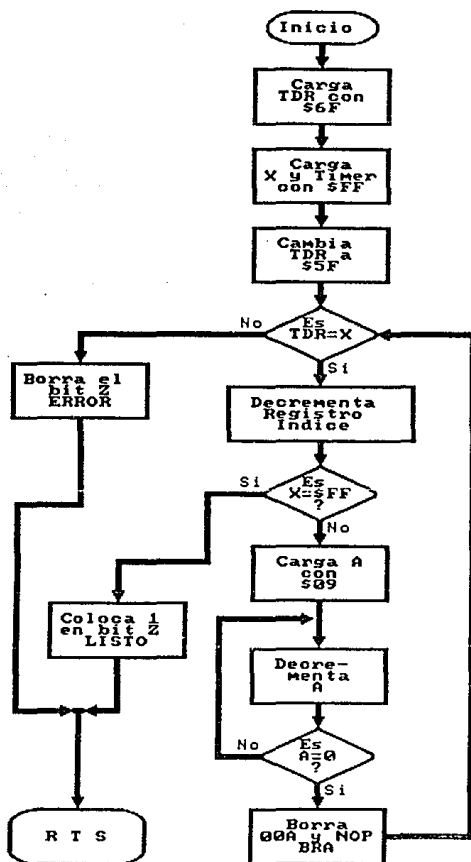 Inicio
Carga
TDR con
$6F
Carga
X y Timer
con $FF
Cambia
TDR a
$5F
Es
TDR=X
No
Si
Borra el
bit Z
ERROR
Decrementa
Registro
Indice
Es
X=$FF
?
Si
No
Carga A
con
$09
Coloca 1
en bit Z
LISTO
Decre-
menta
A
Es
A=0
?
No
Si
R T S
Borra
00A y NOP
BRA